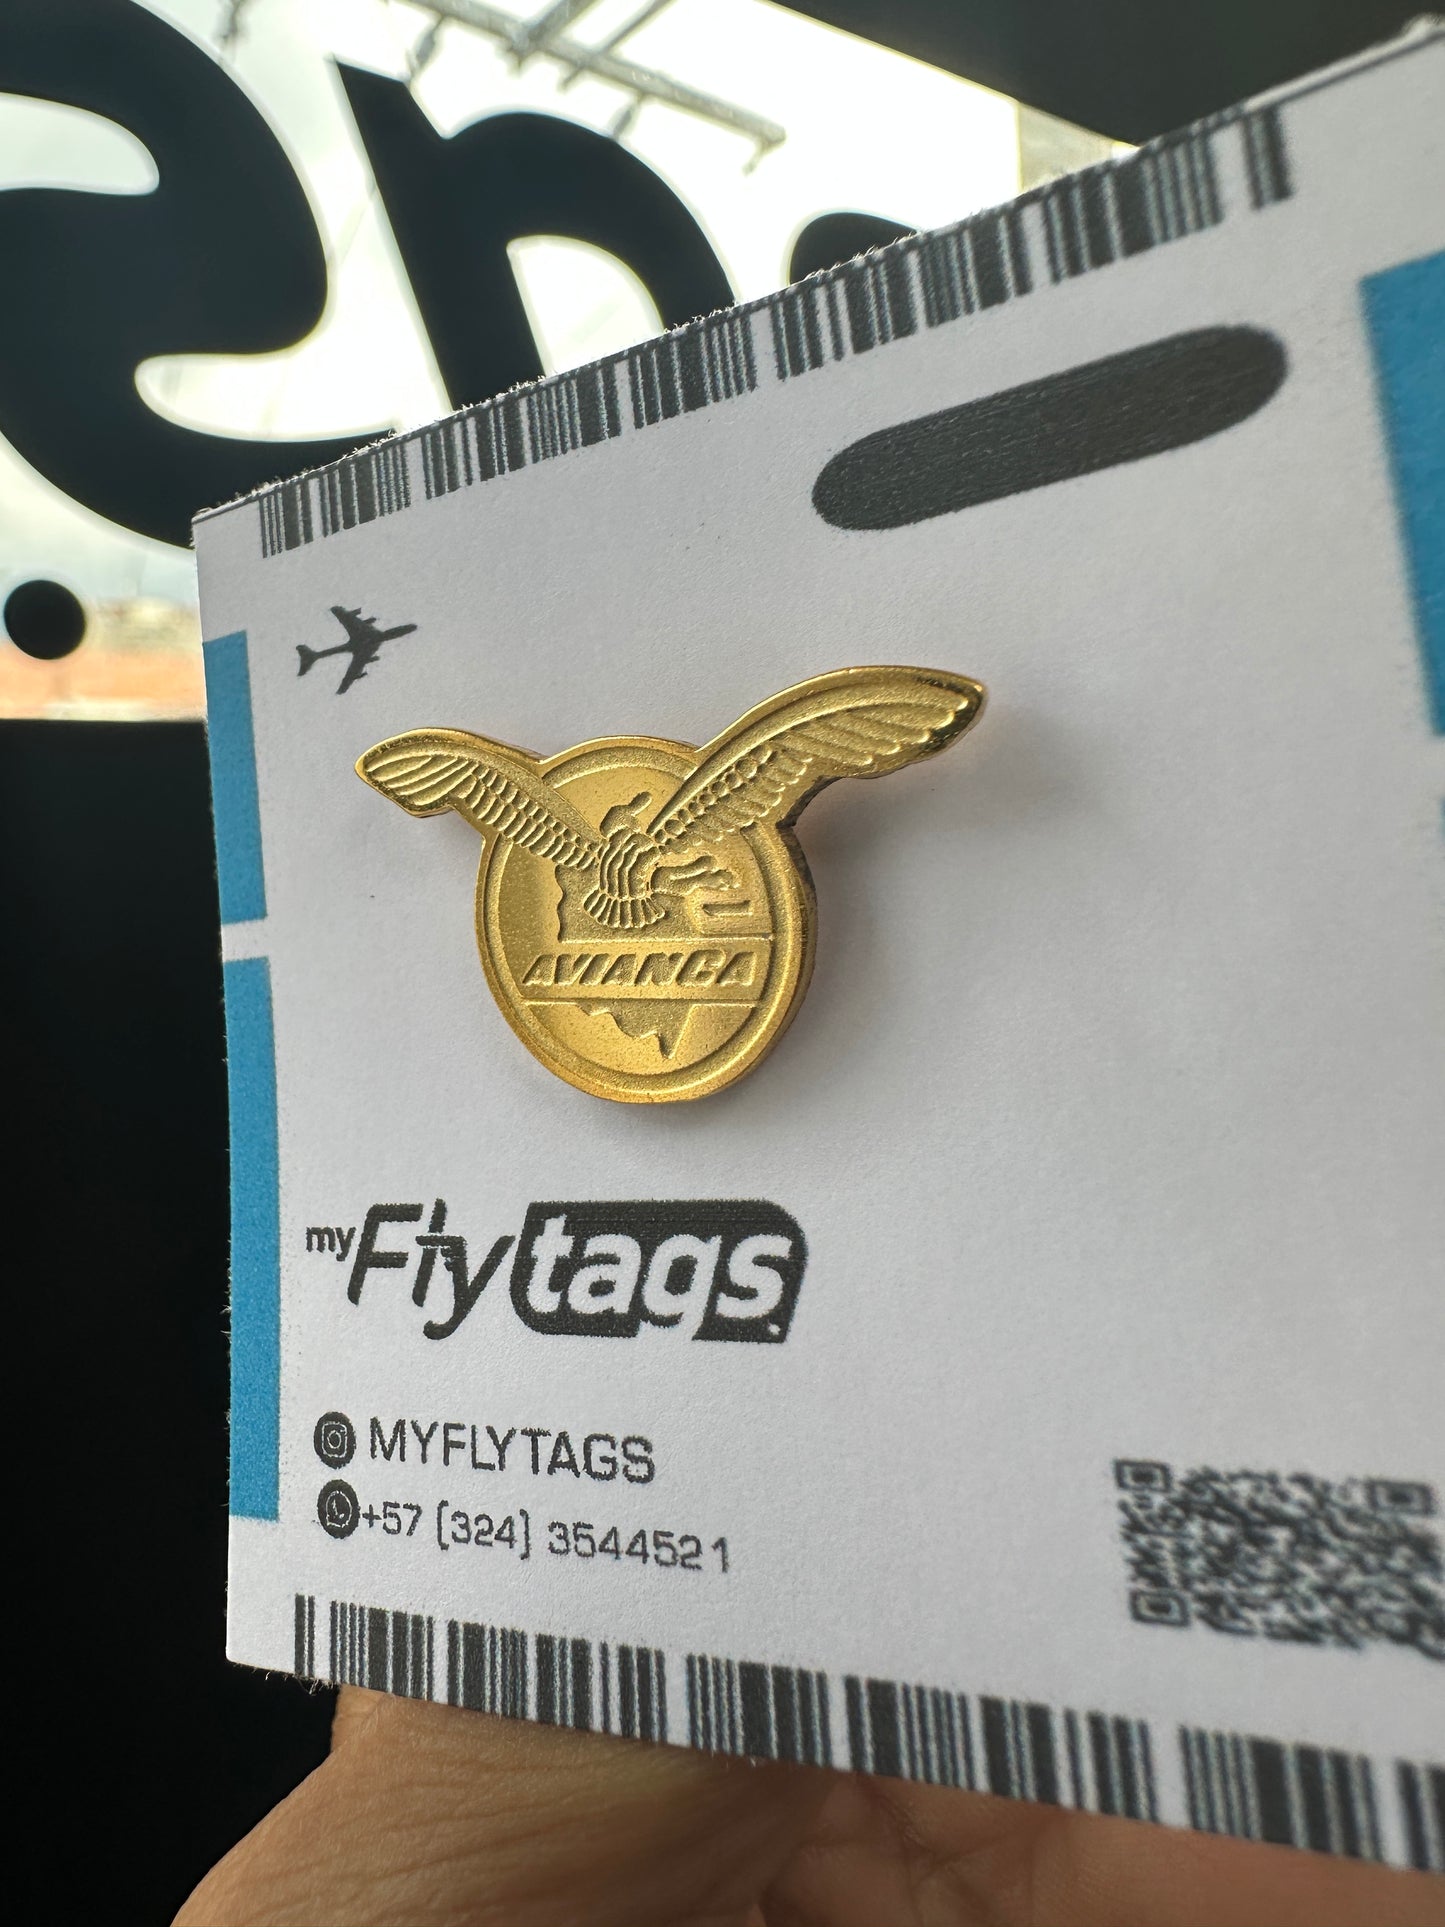 AVIANCA
myFlytags.
MYFLYTAGS
+57 (324) 3544521